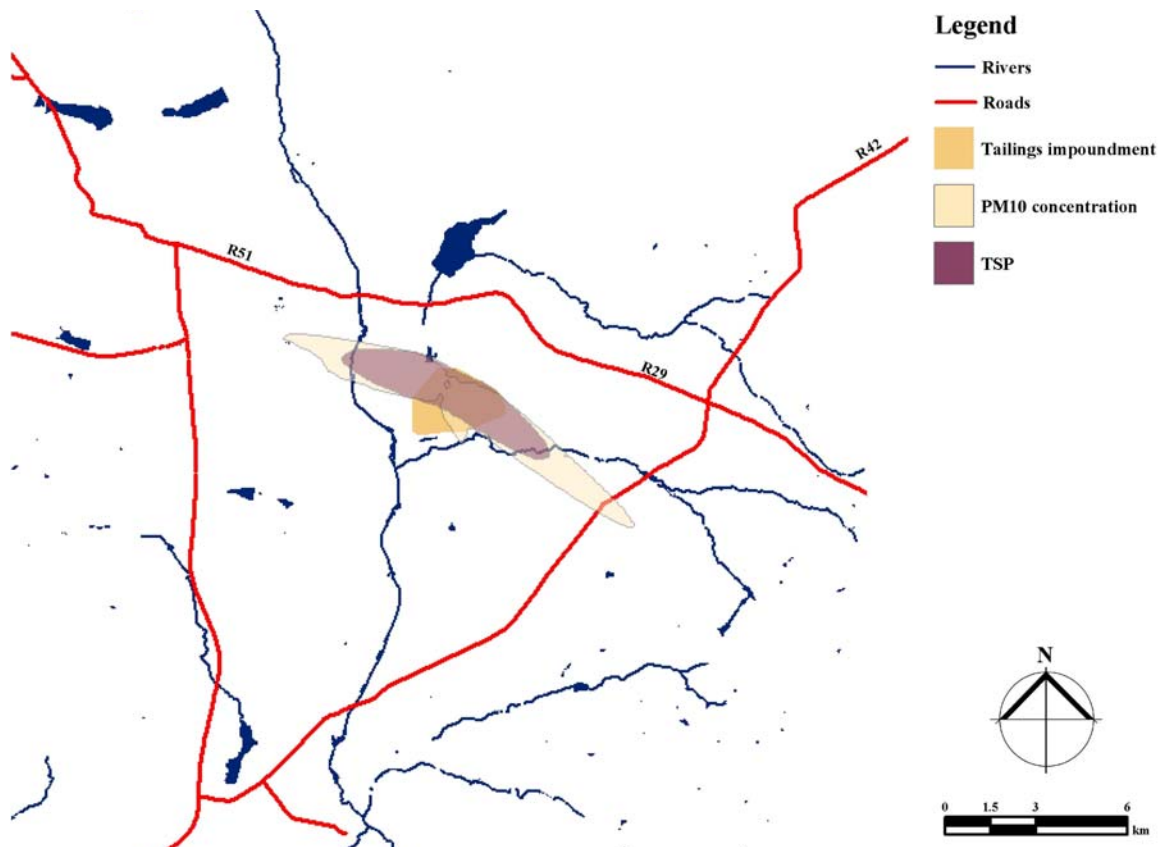 Legend
Rivers
Roads
Tailings impoundment
PM10 concentration
TSP
R42
R51
R29
N
0 1.5 3 6
km